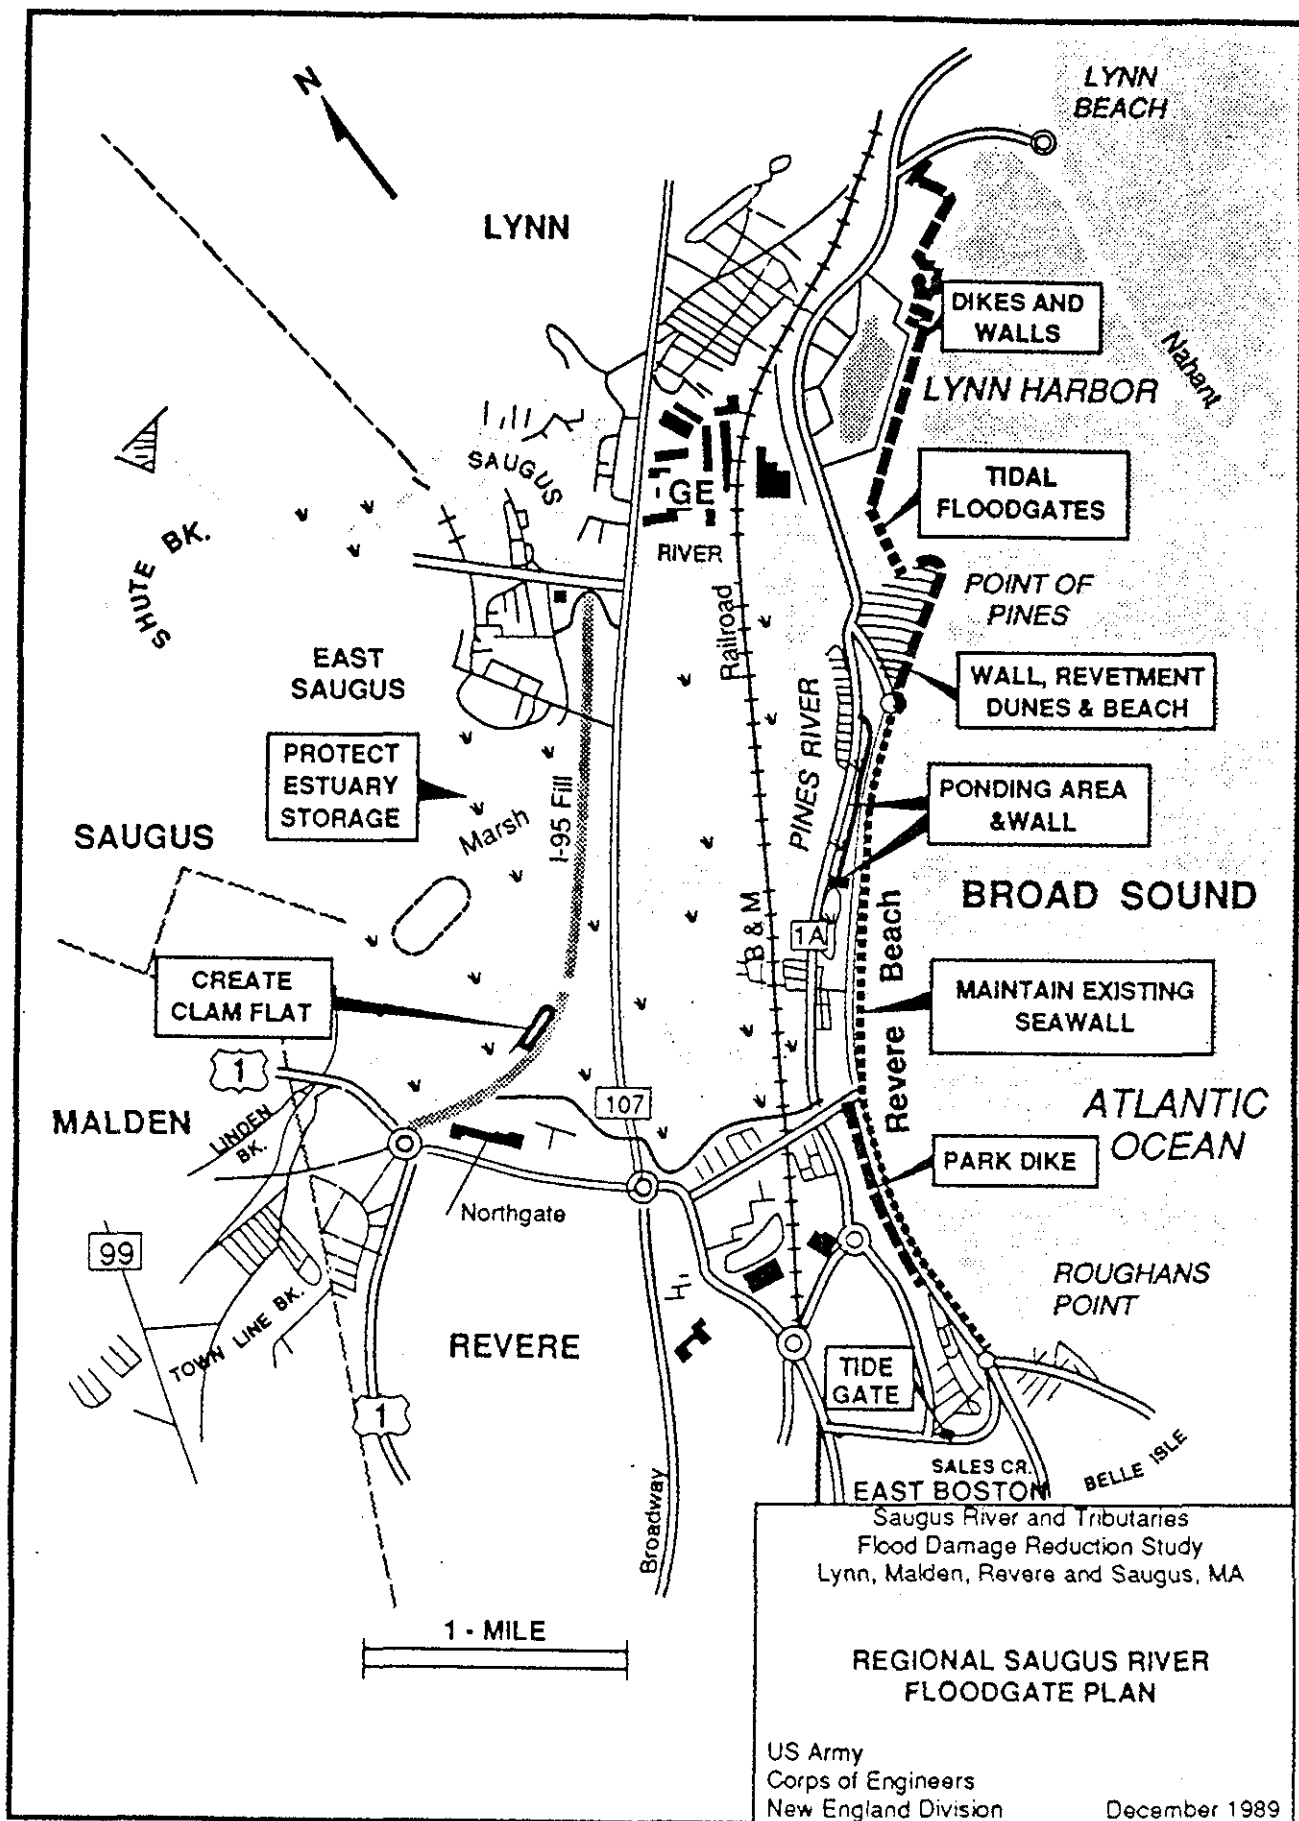 N
LYNN
BEACH
LYNN
DIKES AND
WALLS
Nahant
LYNN HARBOR
SAUGUS
GE
RIVER
TIDAL
FLOODGATES
SHUTE BK.
POINT OF
PINES
Railroad
EAST
SAUGUS
WALL, REVETMENT
DUNES & BEACH
PROTECT
ESTUARY
STORAGE
PINES RIVER
I-95 Fill
Marsh
PONDING AREA
&WALL
SAUGUS
BROAD SOUND
B & M
1A
Revere Beach
CREATE
CLAM FLAT
MAINTAIN EXISTING
SEAWALL
1
107
MALDEN
LINDEN
BK.
ATLANTIC
OCEAN
PARK DIKE
Northgate
99
ROUGHANS
POINT
TOWN LINE BK.
REVERE
TIDE
GATE
1
Broadway
SALES CR.
BELLE ISLE
EAST BOSTON
Saugus River and Tributaries
Flood Damage Reduction Study
Lynn, Malden, Revere and Saugus, MA
1 - MILE
REGIONAL SAUGUS RIVER
FLOODGATE PLAN
US Army
Corps of Engineers
New England Division
December 1989